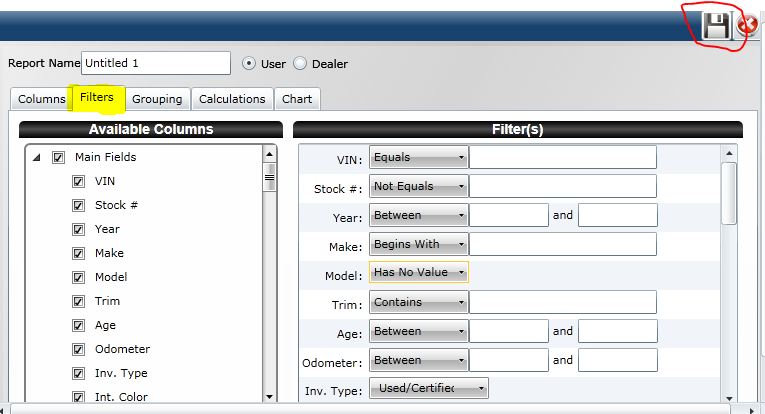 Report Name Untitled 1 User Dealer
Columns Filters Grouping Calculations Chart
Available Columns
Main Fields
VIN
Stock #
Year
Make
Model
Trim
Age
Odometer
Inv. Type
Int. Color
Filter(s)
VIN: Equals
Stock #: Not Equals
Year: Between and
Make: Begins With
Model: Has No Value
Trim: Contains
Age: Between and
Odometer: Between and
Inv. Type: Used/Certified